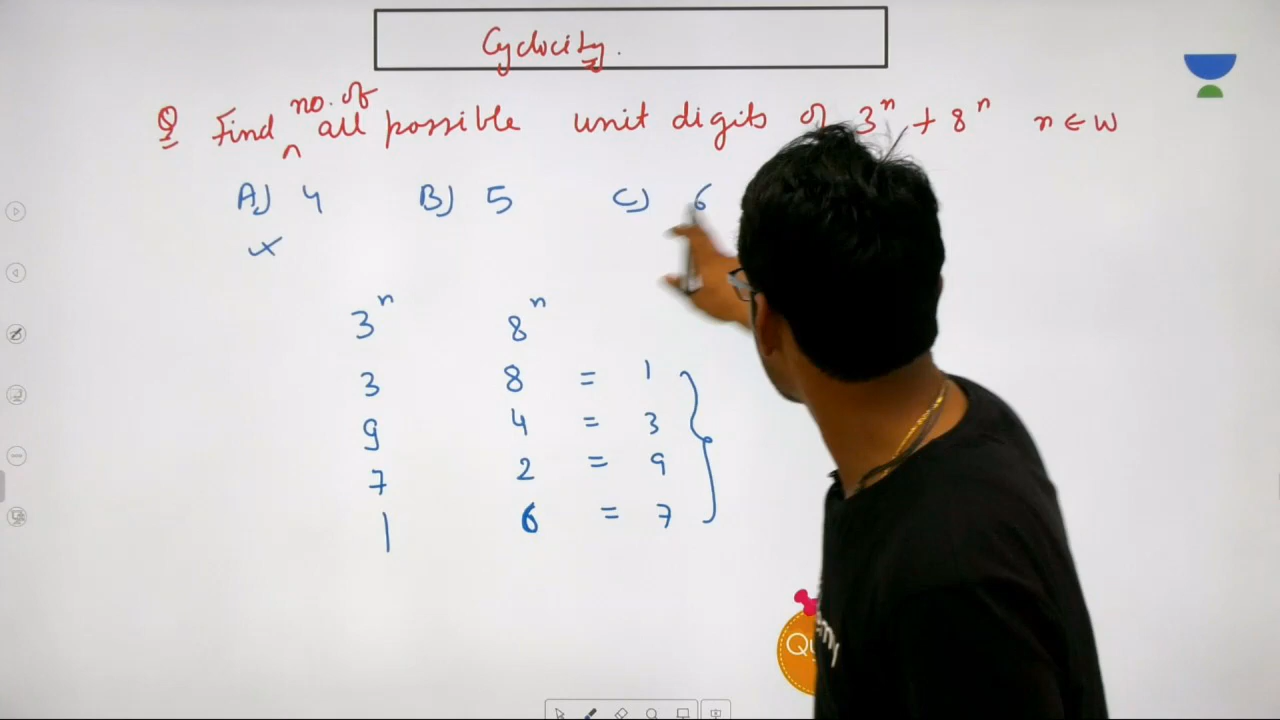 Cyclocity.
Q Find no. of all possible unit digits of 3ⁿ + 8ⁿ n ∈ W
A) 4 B) 5 C) 6
3ⁿ 8ⁿ
3 8 = 1
9 4 = 3
7 2 = 9
1 6 = 7